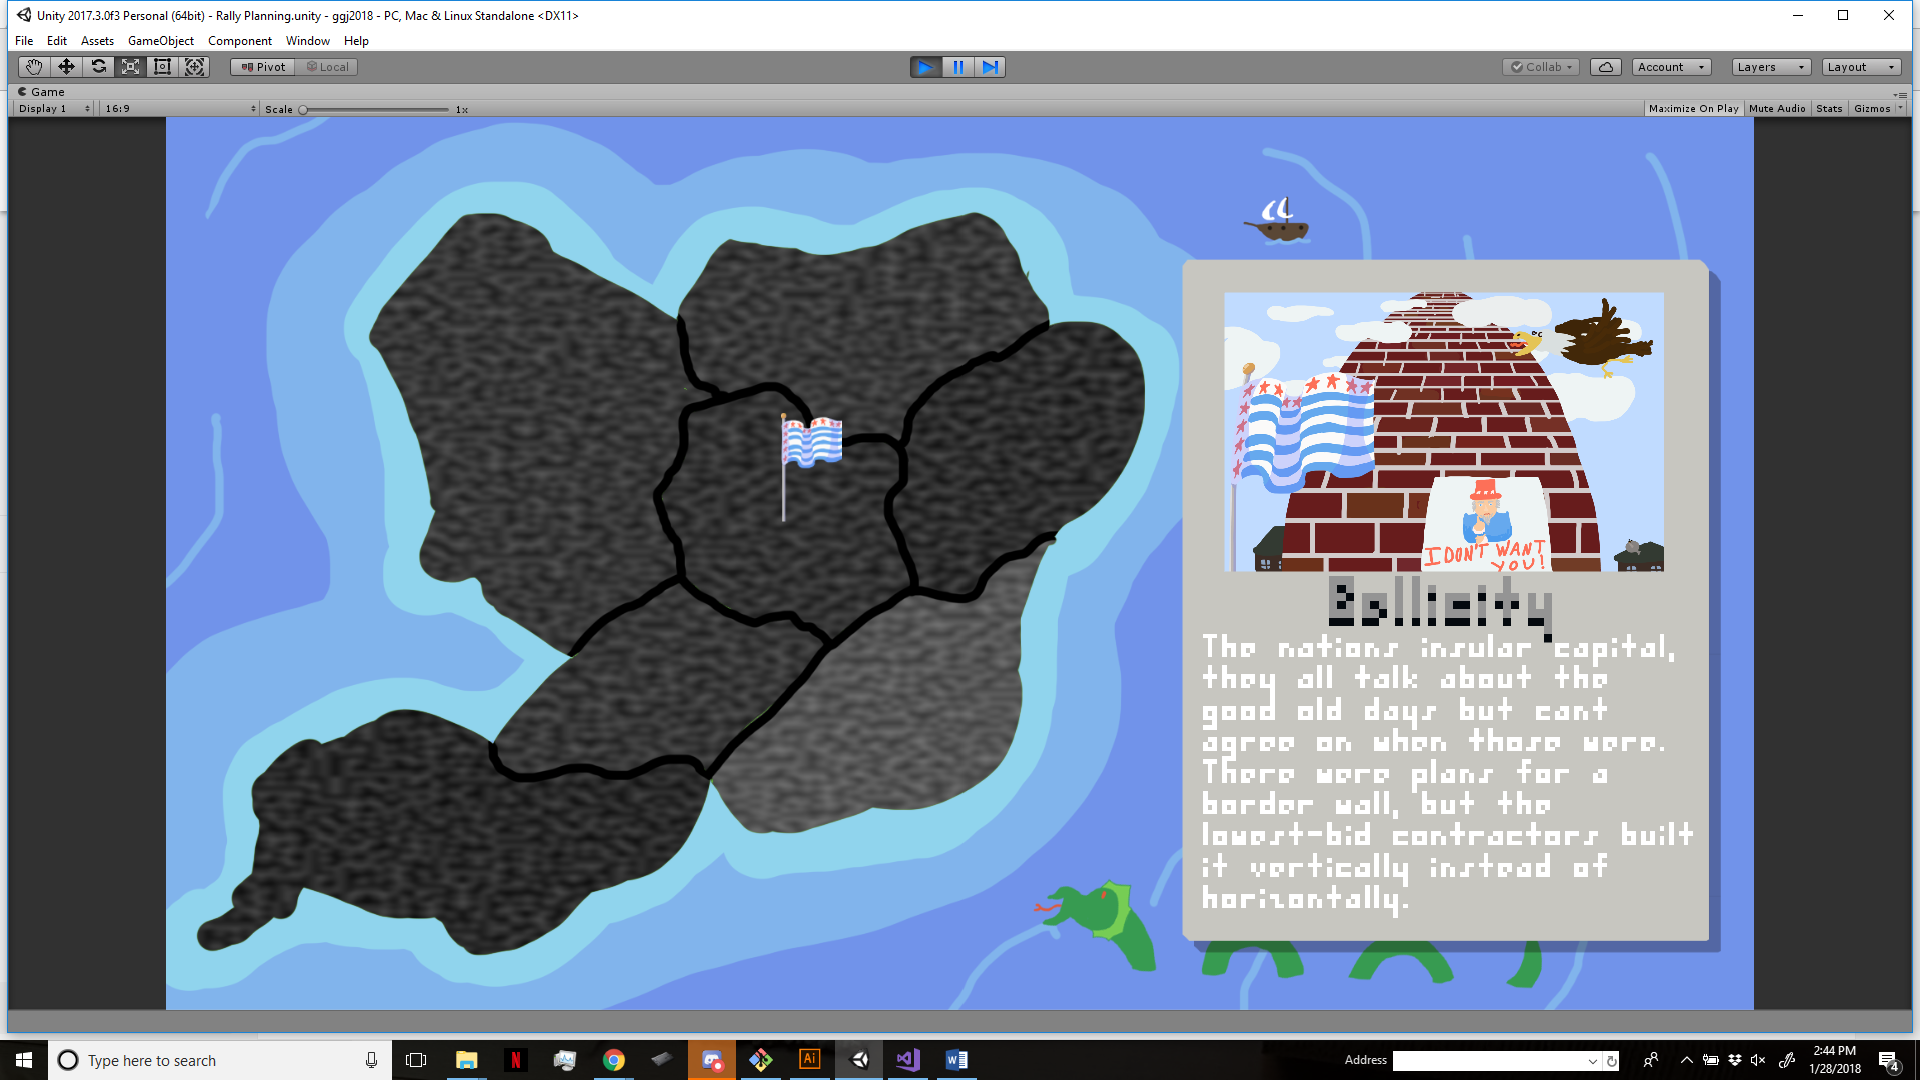 Unity 2017.3.0f3 Personal (64bit) - Rally Planning.unity - ggj2018 - PC, Mac & Linux Standalone <DX11>
File Edit Assets GameObject Component Window Help
Pivot Local Collab Account Layers Layout
Game
Display 1 16:9 Scale 1x Maximize On Play Mute Audio Stats Gizmos
I DON'T WANT
YOU!
Bellicity
The nations insular capital,
they all talk about the
good old days but cant
agree on when those were.
There were plans for a
border wall, but the
lowest-bid contractors built
it vertically instead of
horizontally.
Type here to search
Address
2:44 PM
1/28/2018
4
N
Ai
W